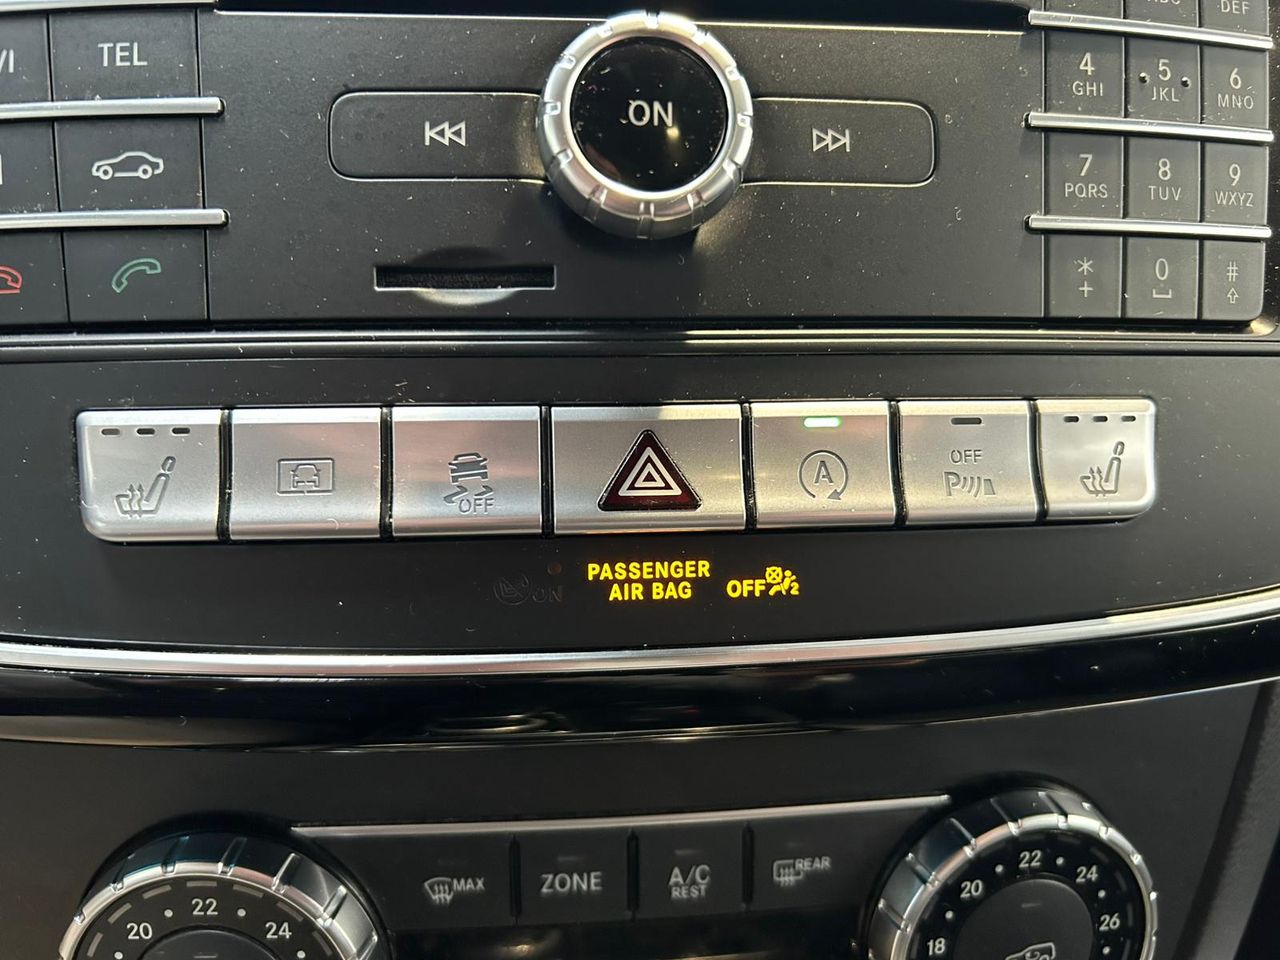 TEL
ON
DEF
4
GHI
5
JKL
6
MNO
7
PQRS
8
TUV
9
WXYZ
*
+
0
#
OFF
A
OFF
P
PASSENGER
AIR BAG
OFF
2
ON
MAX
ZONE
A/C
REST
REAR
20
22
24
18
20
22
24
26